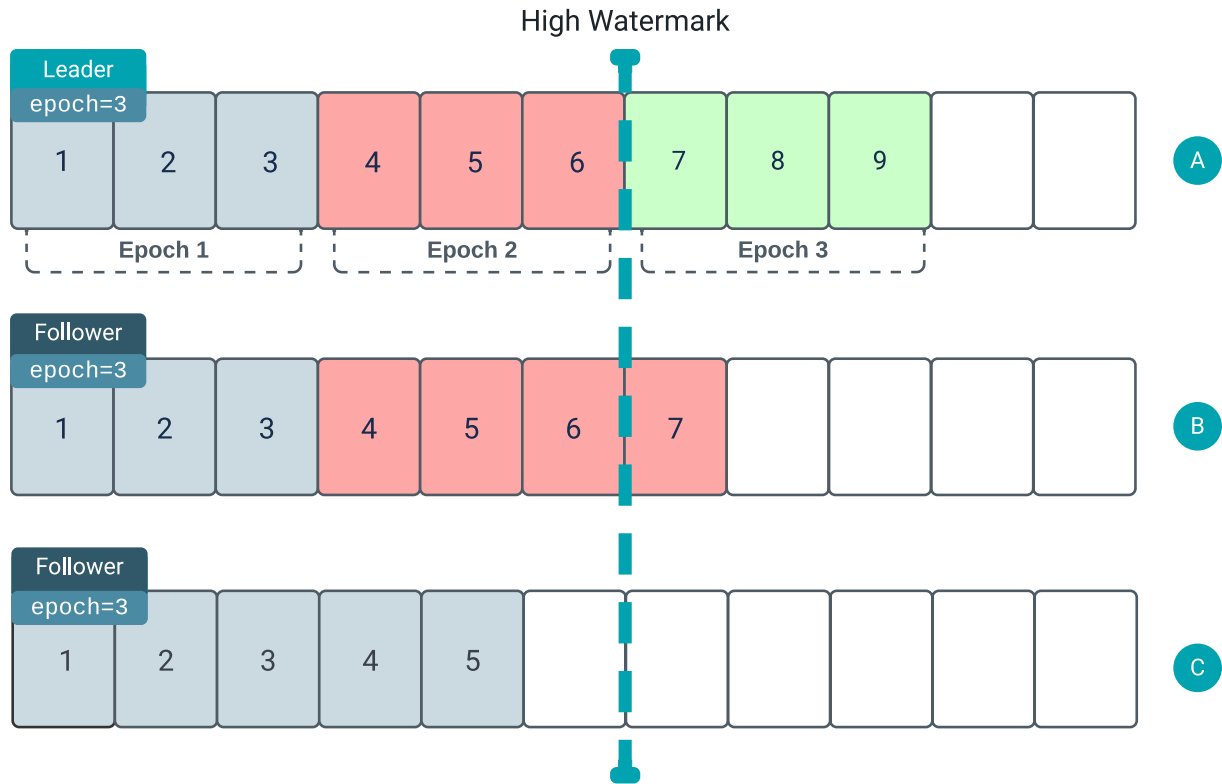 High Watermark
Leader
epoch=3
1 2 3 4 5 6 7 8 9
A
Epoch 1 Epoch 2 Epoch 3
Follower
epoch=3
1 2 3 4 5 6 7
B
Follower
epoch=3
1 2 3 4 5
C